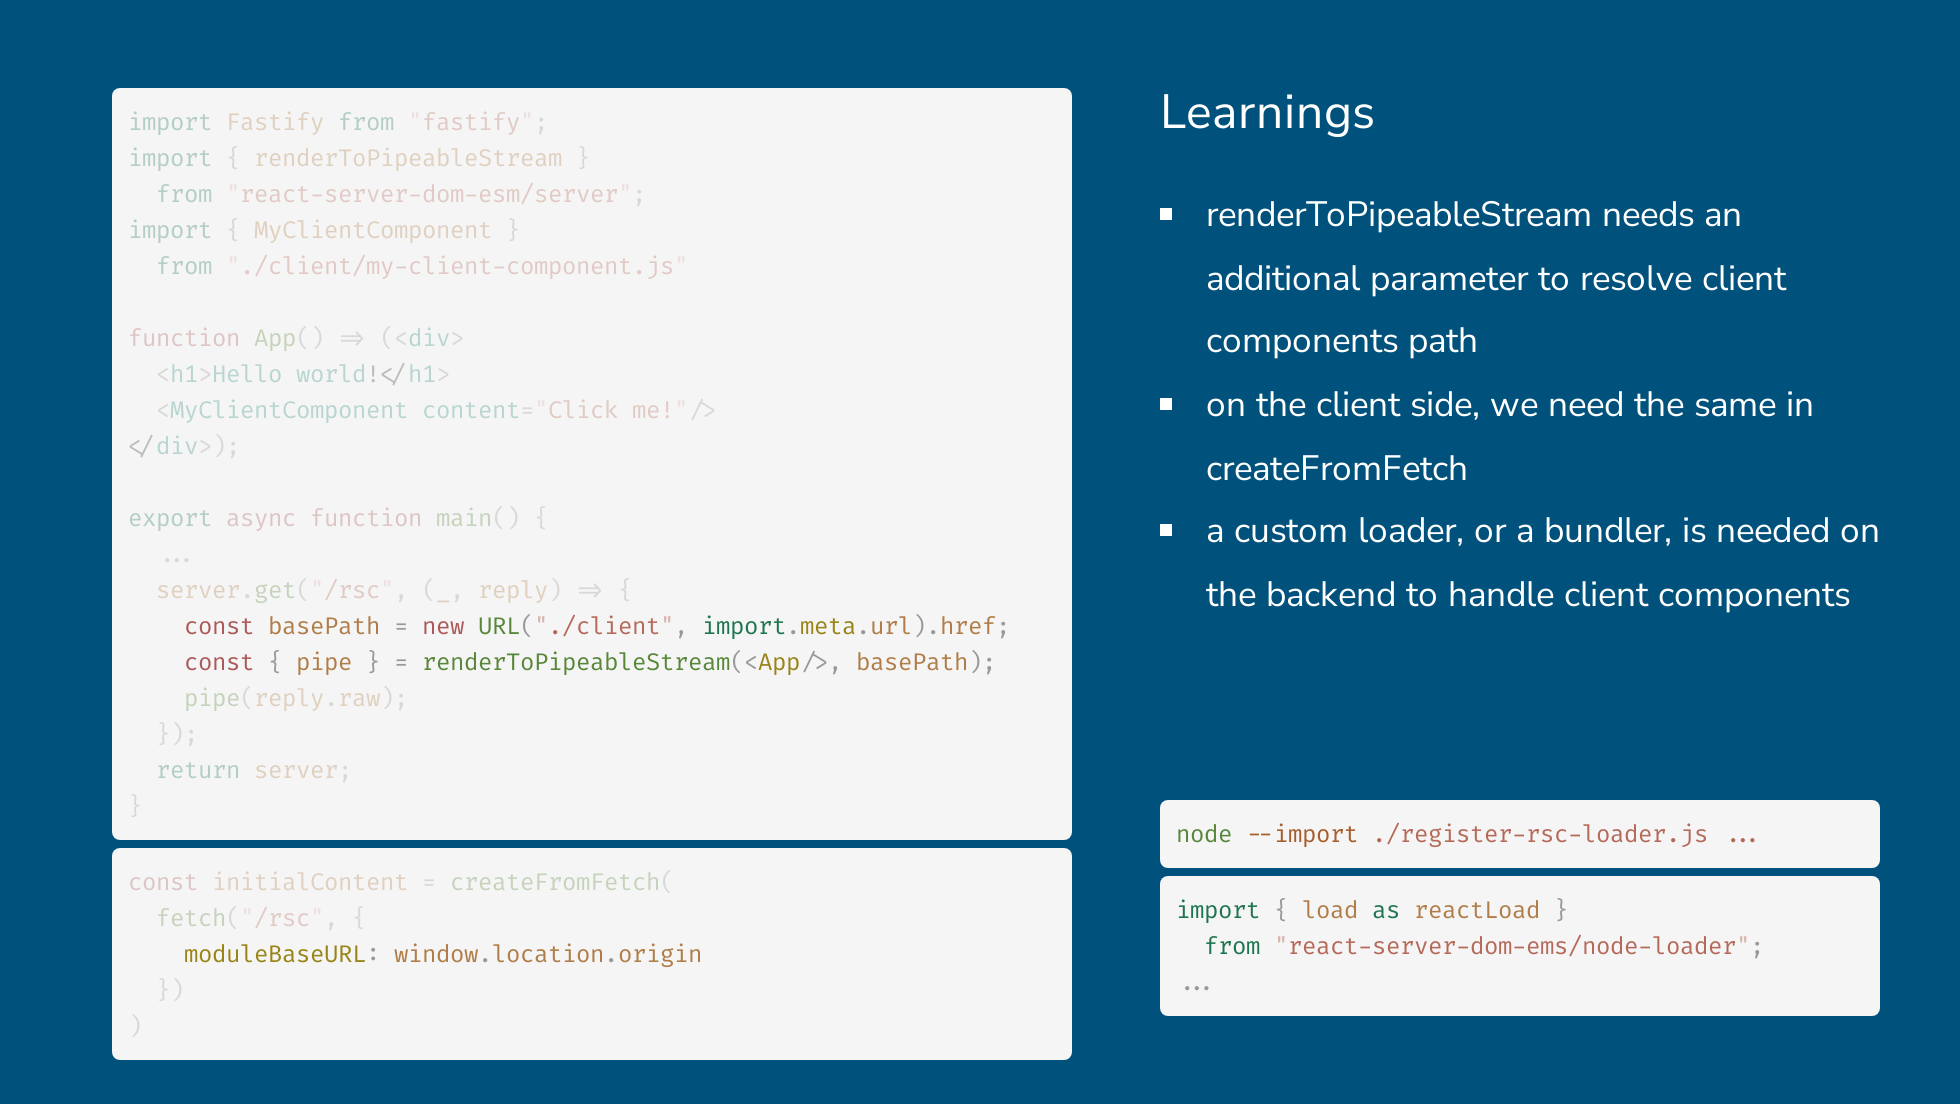 import Fastify from "fastify";
import { renderToPipeableStream }
  from "react-server-dom-esm/server";
import { MyClientComponent }
  from "./client/my-client-component.js"
function App() => (<div>
  <h1>Hello world!</h1>
  <MyClientComponent content="Click me!"/>
</div>);
export async function main() {
  ...
  server.get("/rsc", (_, reply) => {
    const basePath = new URL("./client", import.meta.url).href;
    const { pipe } = renderToPipeableStream(<App/>, basePath);
    pipe(reply.raw);
  });
  return server;
}
const initialContent = createFromFetch(
  fetch("/rsc", {
    moduleBaseURL: window.location.origin
  })
)
Learnings
▪ renderToPipeableStream needs an
additional parameter to resolve client
components path
▪ on the client side, we need the same in
createFromFetch
▪ a custom loader, or a bundler, is needed on
the backend to handle client components
node --import ./register-rsc-loader.js ...
import { load as reactLoad }
  from "react-server-dom-ems/node-loader";
...